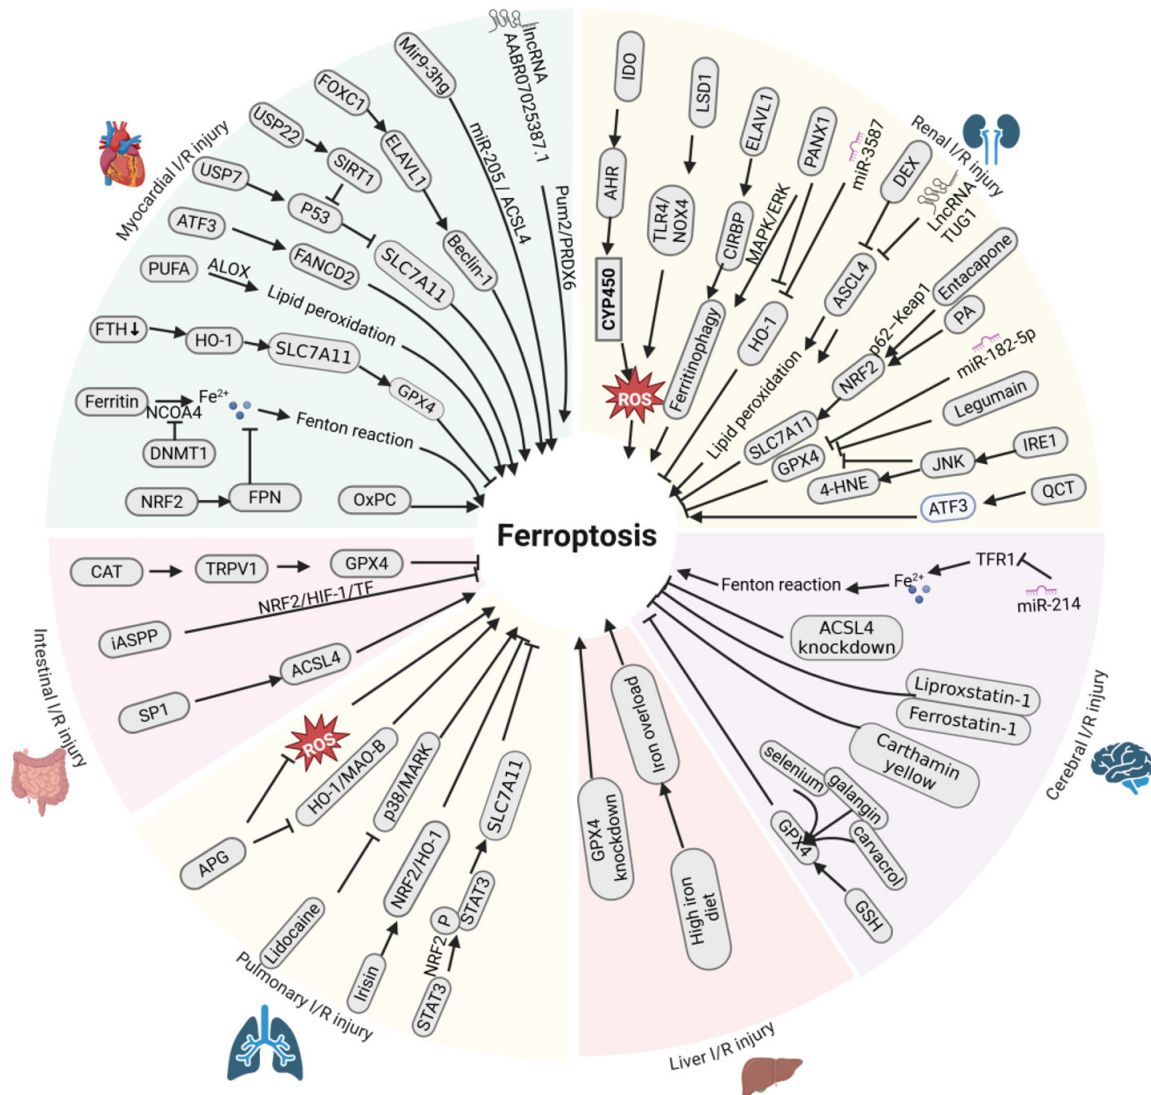 Myocardial I/R injury
lncRNA
AABR07025387.1
Pum2/PRDX6
Mir9-3hg
miR-205 / ACSL4
FOXC1
ELAVL1
Beclin-1
USP22
SIRT1
USP7
P53
SLC7A11
ATF3
FANCD2
PUFA
ALOX
Lipid peroxidation
FTH↓
HO-1
SLC7A11
GPX4
Ferritin
Fe²⁺
NCOA4
DNMT1
Fenton reaction
NRF2
FPN
OxPC
Renal I/R injury
IDO
AHR
CYP450
ROS
LSD1
TLR4/
NOX4
ELAVL1
CIRBP
Ferritinophagy
PANX1
MAPK/ERK
miR-3587
HO-1
DEX
LncRNA
TUG1
ASCL4
Lipid peroxidation
Entacapone
p62–Keap1
PA
NRF2
SLC7A11
miR-182-5p
GPX4
Legumain
IRE1
JNK
4-HNE
QCT
ATF3
Ferroptosis
Intestinal I/R injury
CAT
TRPV1
GPX4
NRF2/HIF-1/TF
iASPP
ACSL4
SP1
Pulmonary I/R injury
ROS
HO-1/MAO-B
APG
p38/MARK
Lidocaine
NRF2/HO-1
Irisin
SLC7A11
STAT3
P
NRF2
STAT3
Liver I/R injury
GPX4
knockdown
Iron overload
High iron
diet
Cerebral I/R injury
TFR1
Fe²⁺
Fenton reaction
miR-214
ACSL4
knockdown
Liproxstatin-1
Ferrostatin-1
Carthamin
yellow
selenium
galangin
carvacrol
GPX4
GSH